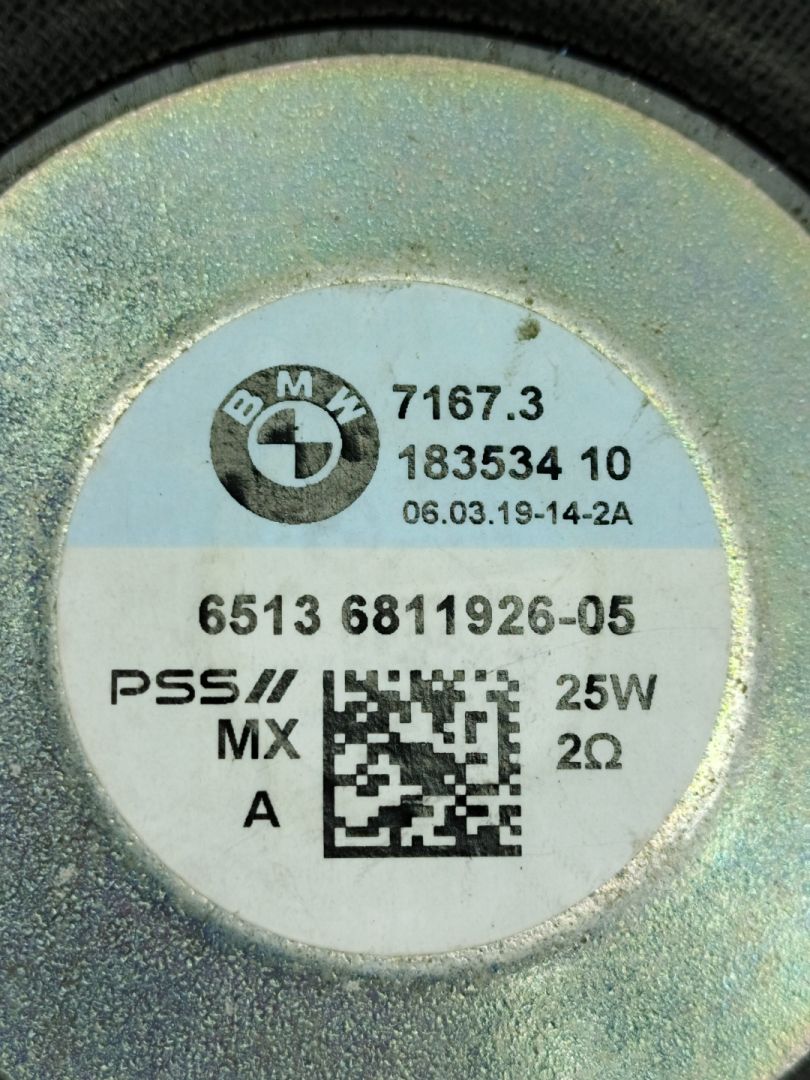 BMW
7167.3
183534 10
06.03.19-14-2A
6513 6811926-05
PSS//
25W
MX
2Ω
A